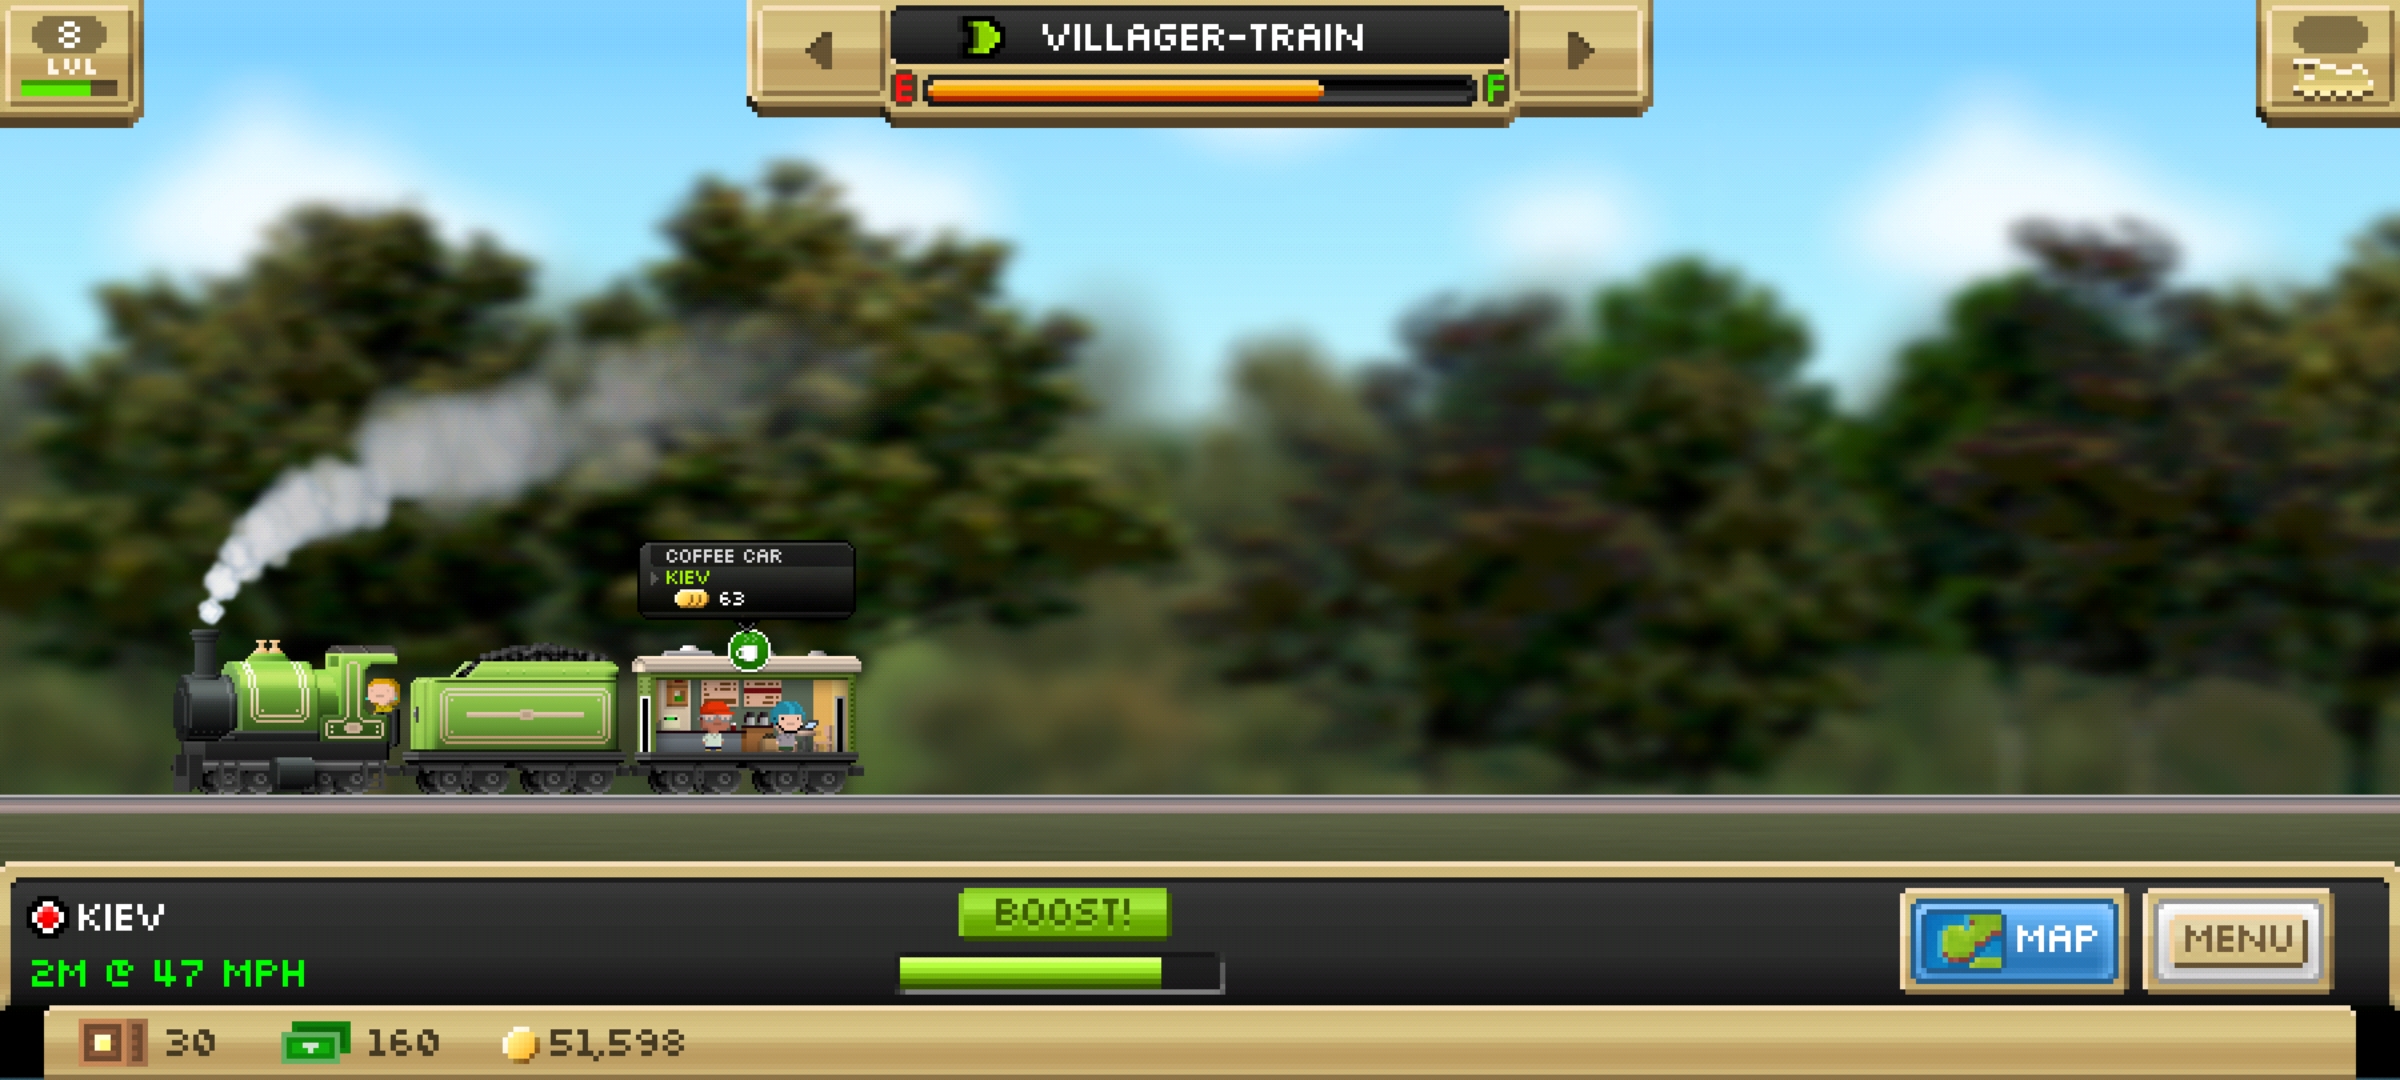 8
LVL
VILLAGER-TRAIN
E F
COFFEE CAR
KIEV
63
KIEV
2M @ 47 MPH
BOOST!
MAP
MENU
30 160 51,598